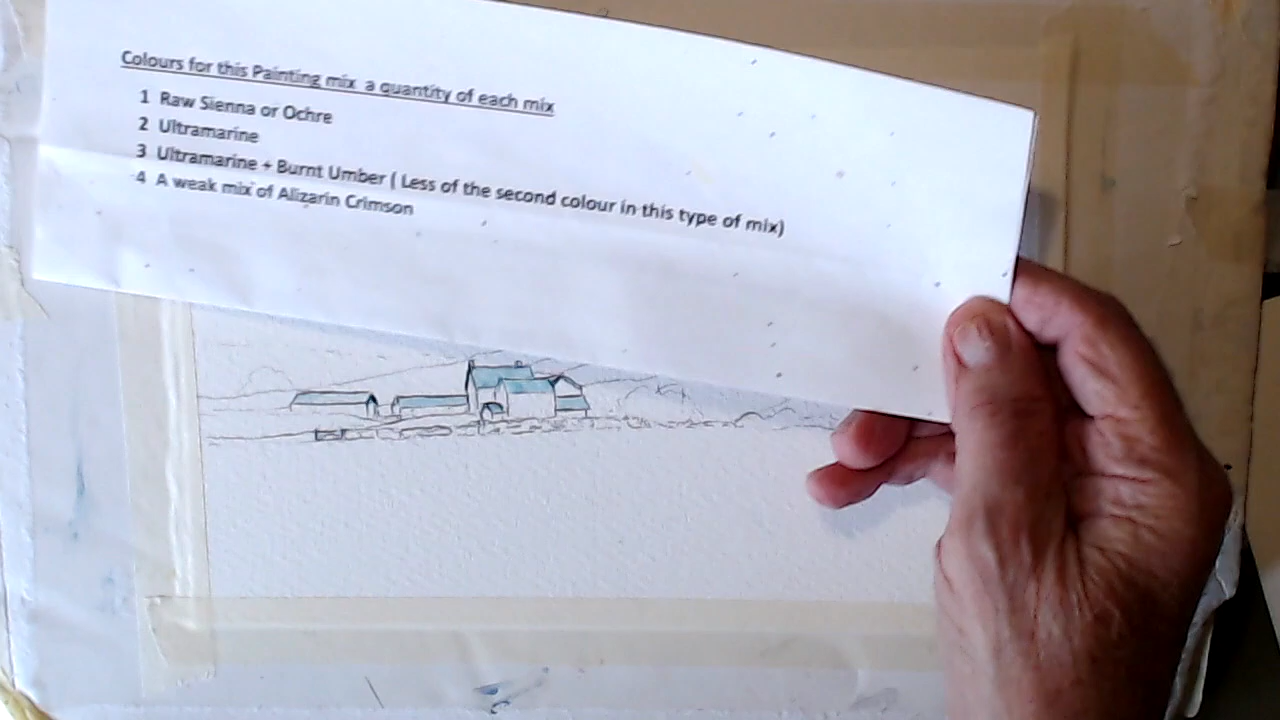 Colours for this Painting mix a quantity of each mix
1 Raw Sienna or Ochre
2 Ultramarine
3 Ultramarine + Burnt Umber ( Less of the second colour in this type of mix)
4 A weak mix of Alizarin Crimson